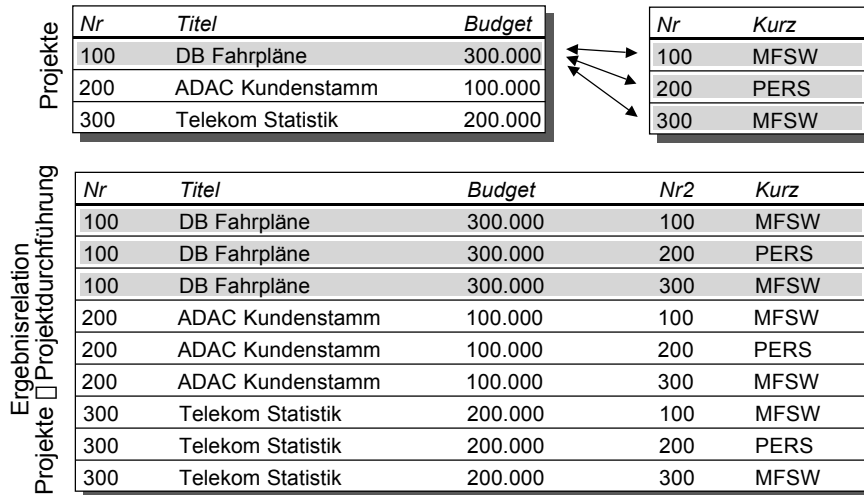 Projekte
Nr Titel Budget
100 DB Fahrpläne 300.000
200 ADAC Kundenstamm 100.000
300 Telekom Statistik 200.000
Nr Kurz
100 MFSW
200 PERS
300 MFSW
Ergebnisrelation
Projekte □ Projektdurchführung
Nr Titel Budget Nr2 Kurz
100 DB Fahrpläne 300.000 100 MFSW
100 DB Fahrpläne 300.000 200 PERS
100 DB Fahrpläne 300.000 300 MFSW
200 ADAC Kundenstamm 100.000 100 MFSW
200 ADAC Kundenstamm 100.000 200 PERS
200 ADAC Kundenstamm 100.000 300 MFSW
300 Telekom Statistik 200.000 100 MFSW
300 Telekom Statistik 200.000 200 PERS
300 Telekom Statistik 200.000 300 MFSW